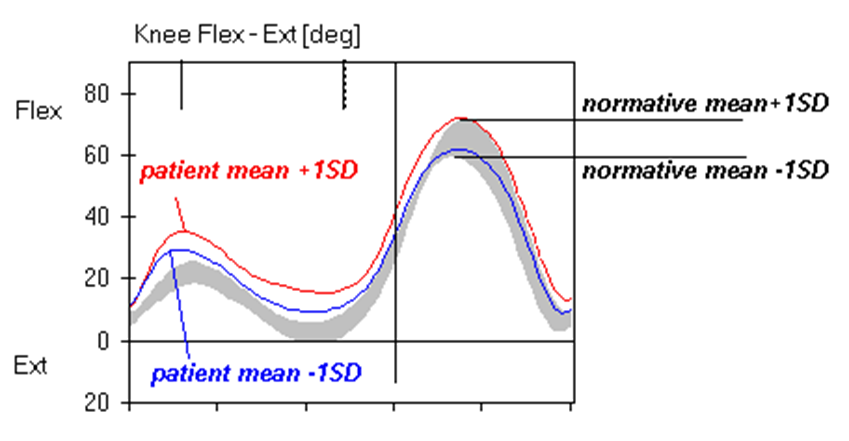 Knee Flex - Ext [deg]
80
Flex
normative mean+1SD
60
patient mean +1SD
normative mean -1SD
40
20
0
Ext
patient mean -1SD
20